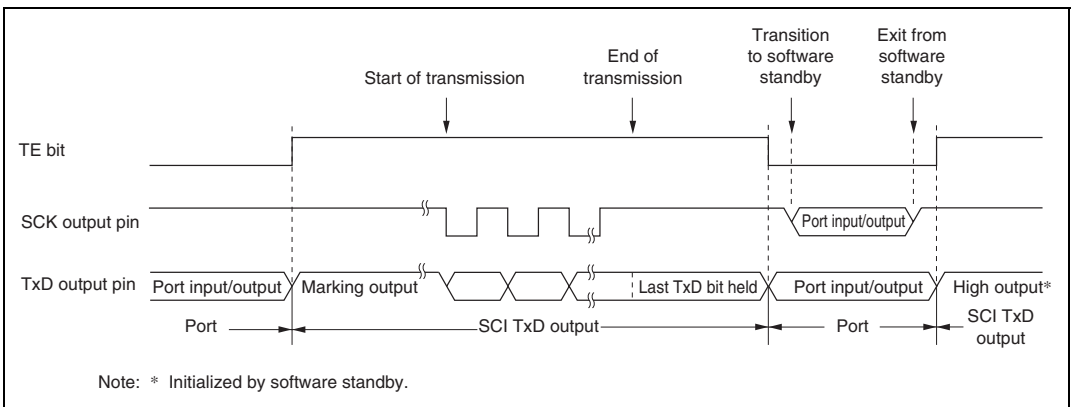 Start of transmission
End of
transmission
Transition
to software
standby
Exit from
software
standby
TE bit
SCK output pin
Port input/output
TxD output pin
Port input/output
Marking output
Last TxD bit held
Port input/output
High output*
Port
SCI TxD output
Port
SCI TxD
output
Note: * Initialized by software standby.